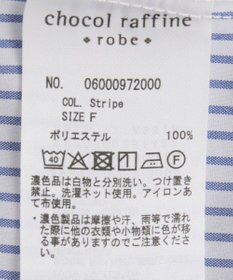 chocol raffine
• robe •
NO. 06000972000
COL. Stripe
SIZE F
ポリエステル 100%
40 F
濃色品は白物と分別洗い。つけ置き
禁止。洗濯ネット使用。アイロンあ
て布使用。
・濃色製品は摩擦や汗、雨等で濡れ
た際に他の衣類や小物類に色が移
る事がありますのでご注意下さい。